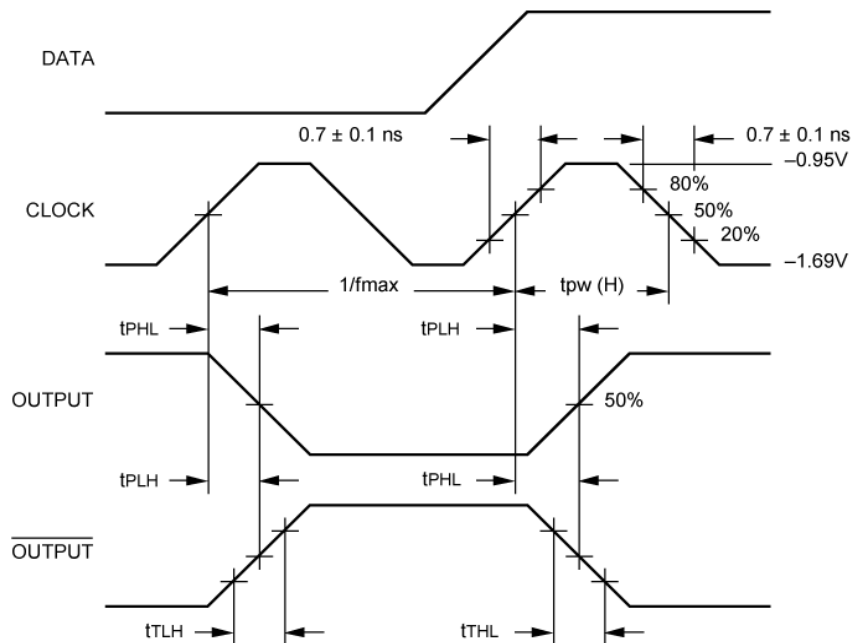 DATA
0.7 ± 0.1 ns
0.7 ± 0.1 ns
–0.95V
80%
CLOCK
50%
20%
–1.69V
1/fmax
tpw (H)
tPHL
tPLH
OUTPUT
50%
tPLH
tPHL
OUTPUT
tTLH
tTHL